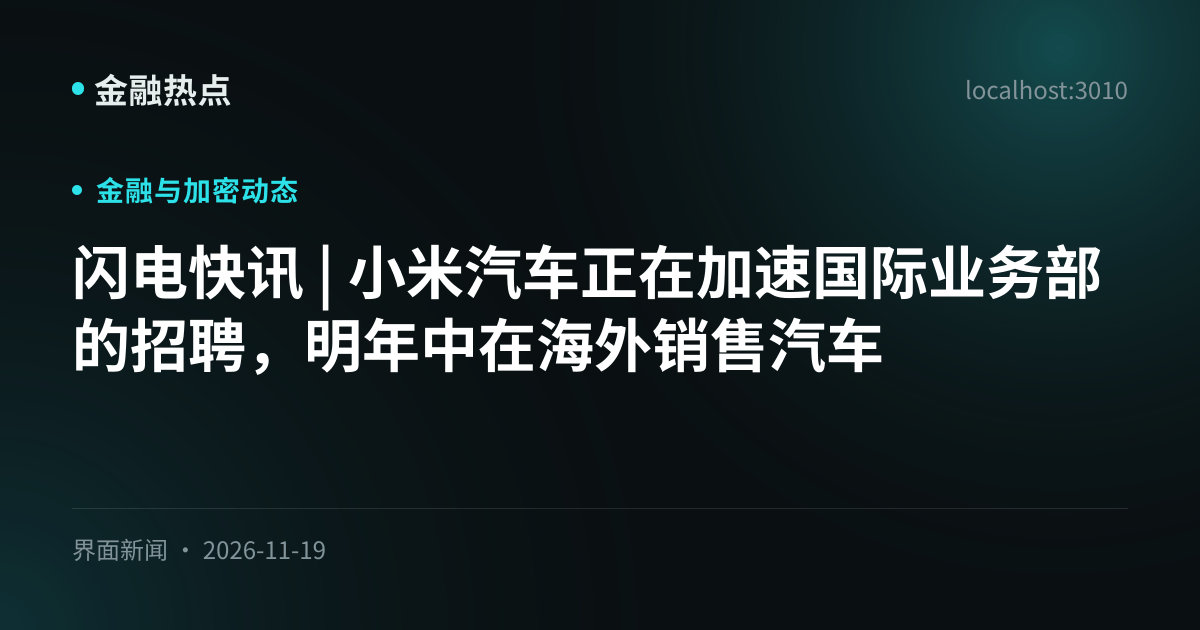 金融热点
localhost:3010
金融与加密动态
闪电快讯 | 小米汽车正在加速国际业务部
的招聘，明年中在海外销售汽车
界面新闻 · 2026-11-19